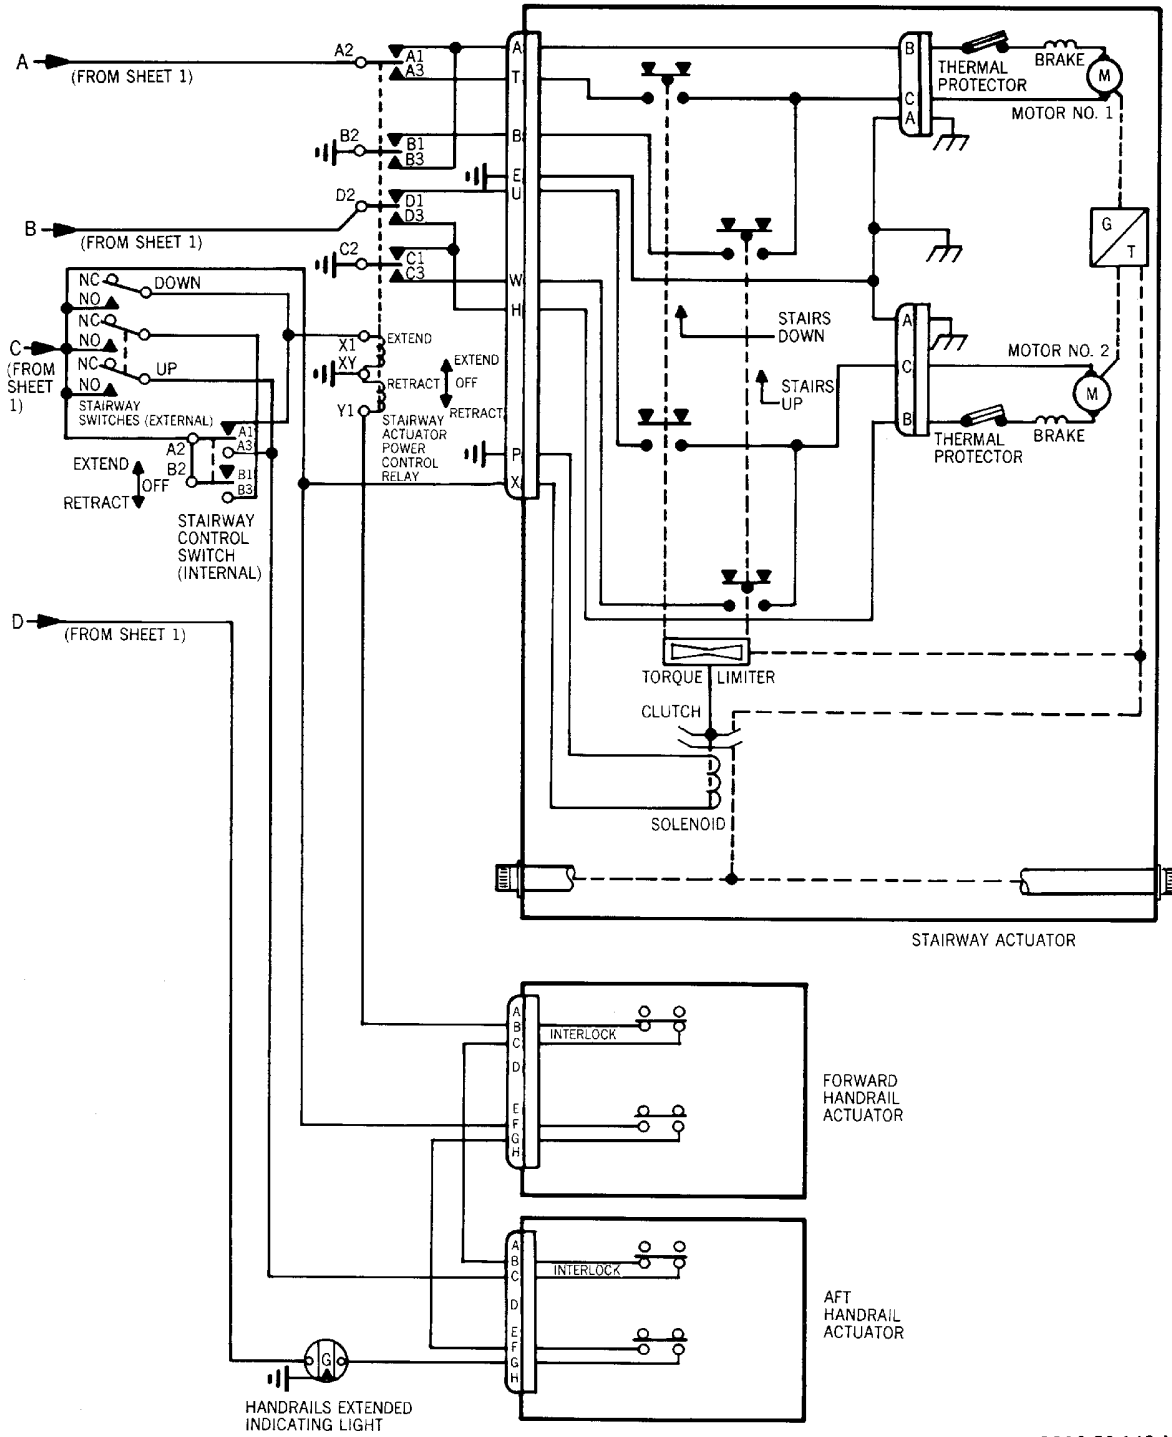 A
(FROM SHEET 1)
A2
A1
A3
B2
B1
B3
D2
D1
D3
C2
C1
C3
B
(FROM SHEET 1)
NC
DOWN
NO
NC
NO
NC
UP
NO
C
(FROM
SHEET
1)
STAIRWAY
SWITCHES (EXTERNAL)
X1
EXTEND
XY
RETRACT
Y1
EXTEND
OFF
RETRACT
STAIRWAY
ACTUATOR
POWER
CONTROL
RELAY
A2
A1
A3
B2
B1
B3
EXTEND
OFF
RETRACT
STAIRWAY
CONTROL
SWITCH
(INTERNAL)
D
(FROM SHEET 1)
A
T
B
E
U
W
H
P
X
B
C
A
THERMAL
PROTECTOR
BRAKE
M
MOTOR NO. 1
G
T
STAIRS
DOWN
STAIRS
UP
A
C
B
MOTOR NO. 2
M
THERMAL
PROTECTOR
BRAKE
TORQUE LIMITER
CLUTCH
SOLENOID
STAIRWAY ACTUATOR
A
B
C
D
E
F
G
H
INTERLOCK
FORWARD
HANDRAIL
ACTUATOR
A
B
C
D
E
F
G
H
INTERLOCK
AFT
HANDRAIL
ACTUATOR
G
HANDRAILS EXTENDED
INDICATING LIGHT